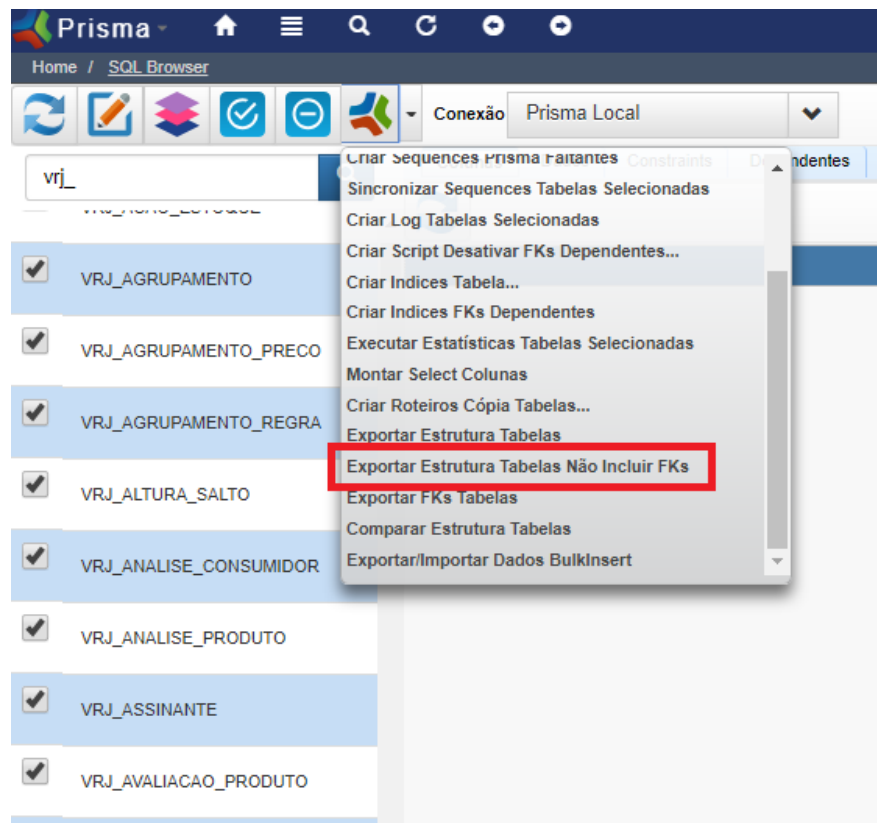 Prisma
Home / SQL Browser
Conexão Prisma Local
vrj_
Criar Sequences Prisma Faltantes
Constraints
Dependentes
Sincronizar Sequences Tabelas Selecionadas
Criar Log Tabelas Selecionadas
Criar Script Desativar FKs Dependentes...
Criar Indices Tabela...
Criar Indices FKs Dependentes
Executar Estatísticas Tabelas Selecionadas
Montar Select Colunas
Criar Roteiros Cópia Tabelas...
Exportar Estrutura Tabelas
Exportar Estrutura Tabelas Não Incluir FKs
Exportar FKs Tabelas
Comparar Estrutura Tabelas
Exportar/Importar Dados BulkInsert
VRJ_ACAO_ESTOQUE
VRJ_AGRUPAMENTO
VRJ_AGRUPAMENTO_PRECO
VRJ_AGRUPAMENTO_REGRA
VRJ_ALTURA_SALTO
VRJ_ANALISE_CONSUMIDOR
VRJ_ANALISE_PRODUTO
VRJ_ASSINANTE
VRJ_AVALIACAO_PRODUTO